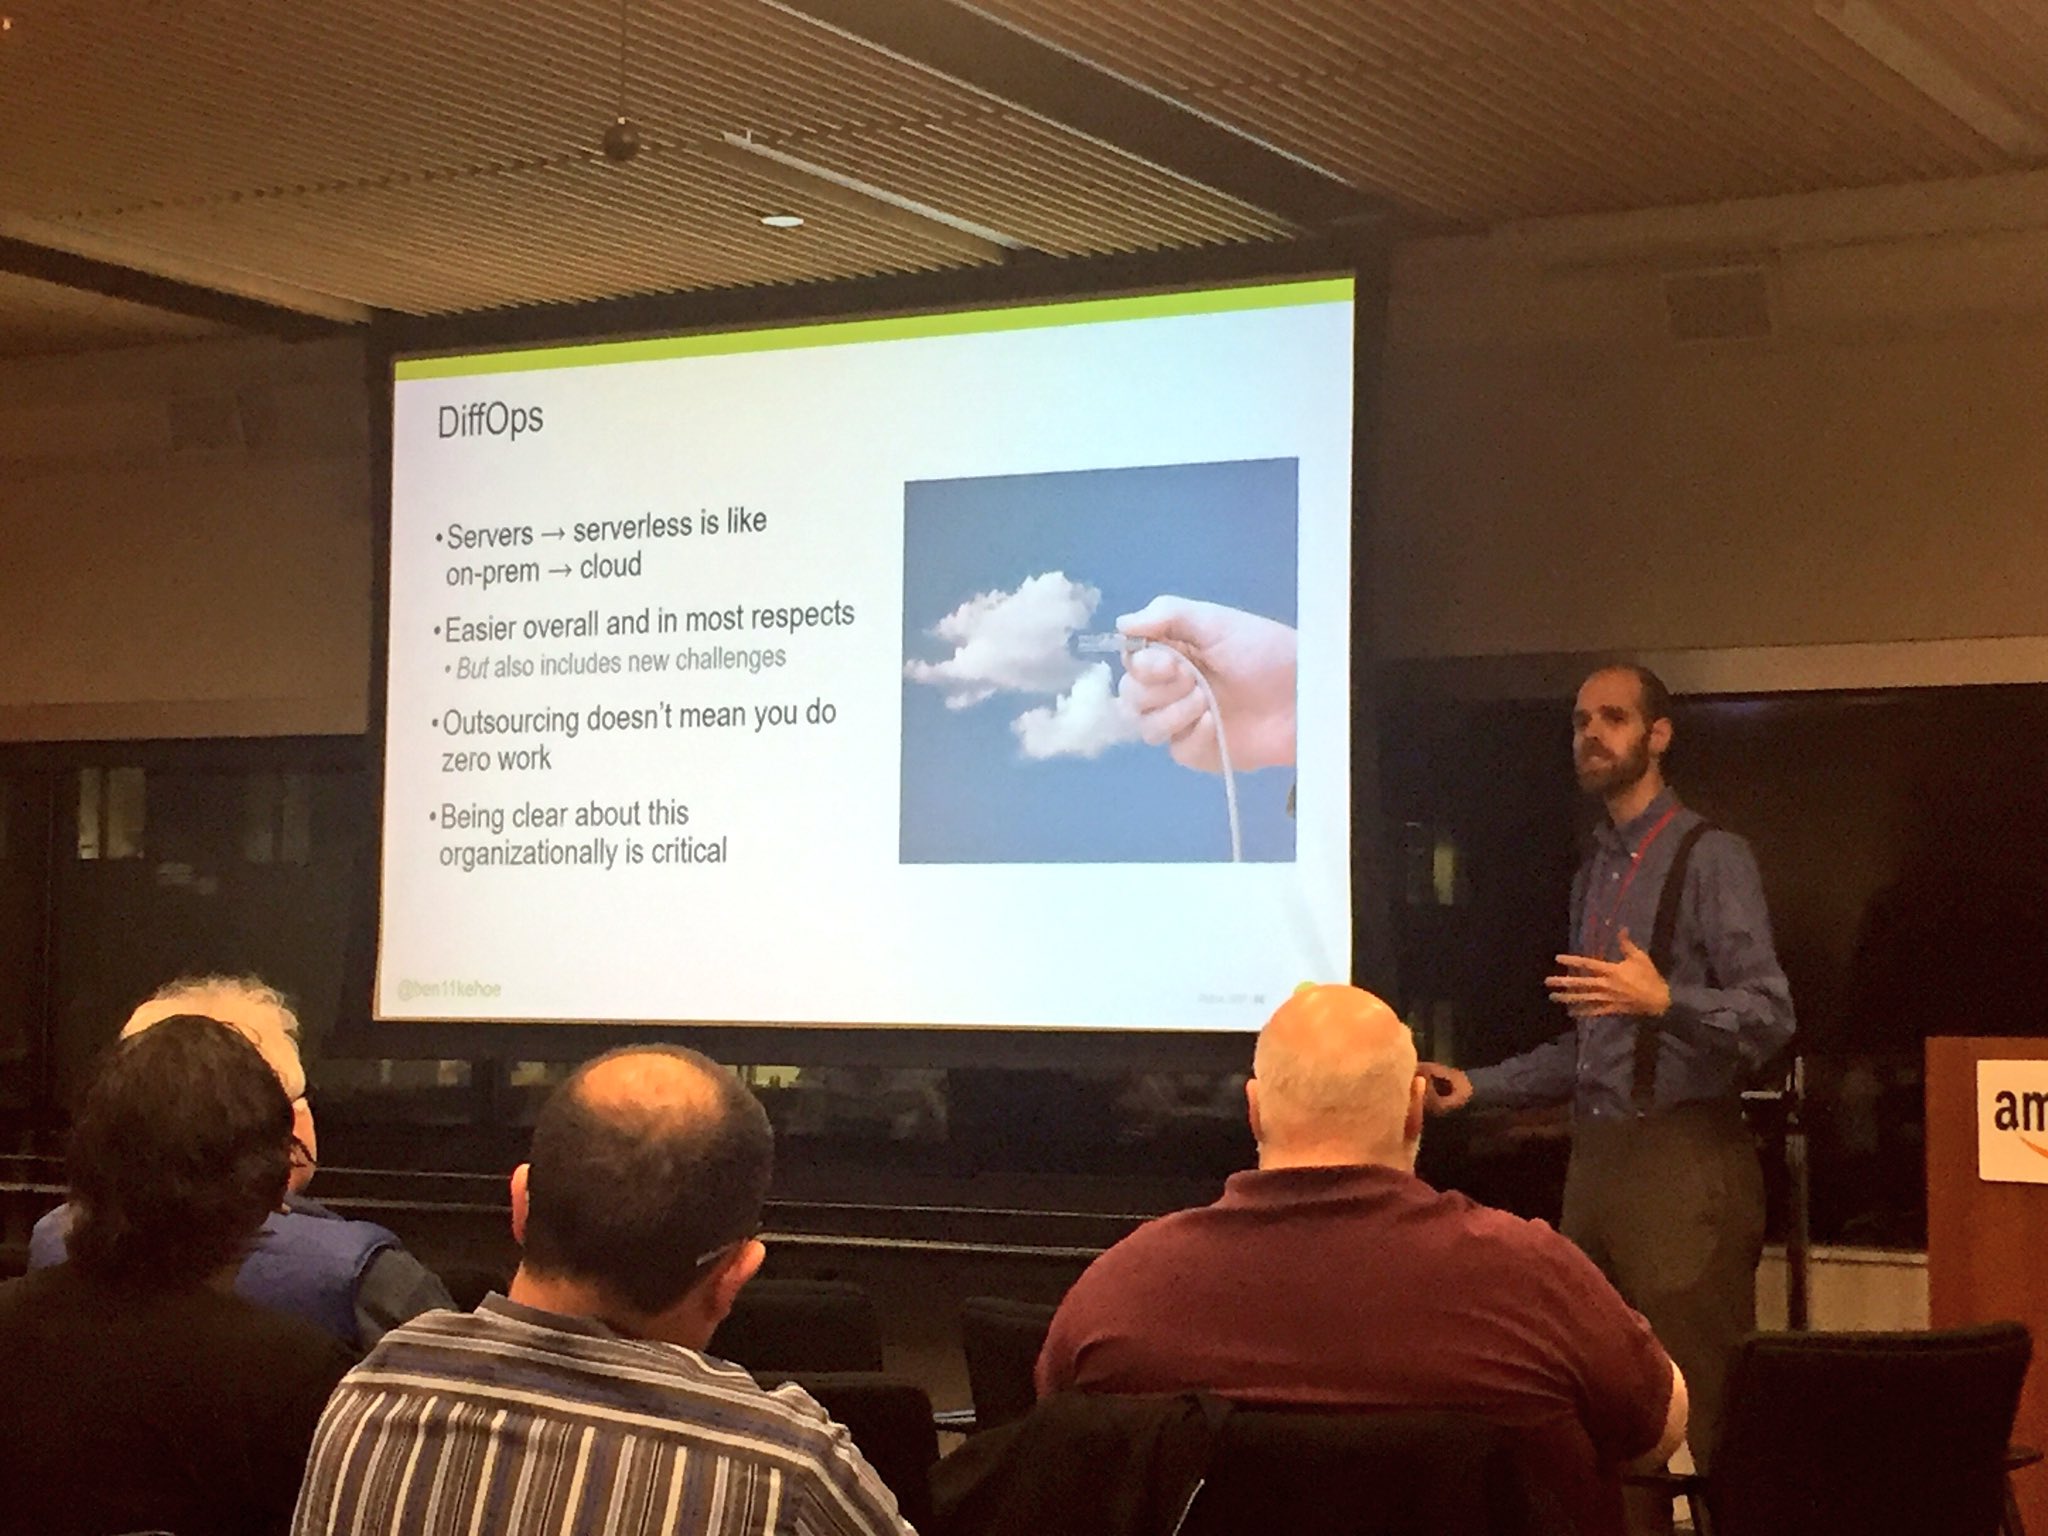 DiffOps
• Servers → serverless is like
on-prem → cloud
• Easier overall and in most respects
• But also includes new challenges
• Outsourcing doesn't mean you do
zero work
• Being clear about this
organizationally is critical
@ben11kehoe
am